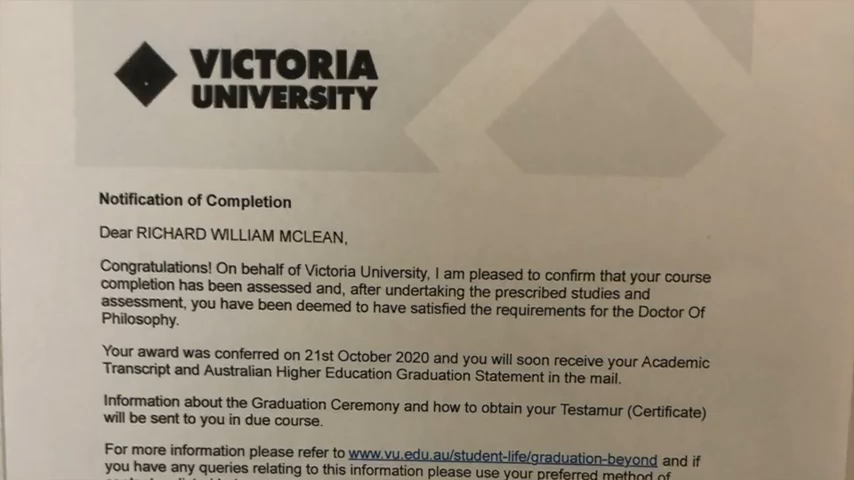 VICTORIA
UNIVERSITY
Notification of Completion
Dear RICHARD WILLIAM MCLEAN,
Congratulations! On behalf of Victoria University, I am pleased to confirm that your course
completion has been assessed and, after undertaking the prescribed studies and
assessment, you have been deemed to have satisfied the requirements for the Doctor Of
Philosophy.
Your award was conferred on 21st October 2020 and you will soon receive your Academic
Transcript and Australian Higher Education Graduation Statement in the mail.
Information about the Graduation Ceremony and how to obtain your Testamur (Certificate)
will be sent to you in due course.
For more information please refer to www.vu.edu.au/student-life/graduation-beyond and if
you have any queries relating to this information please use your preferred method of